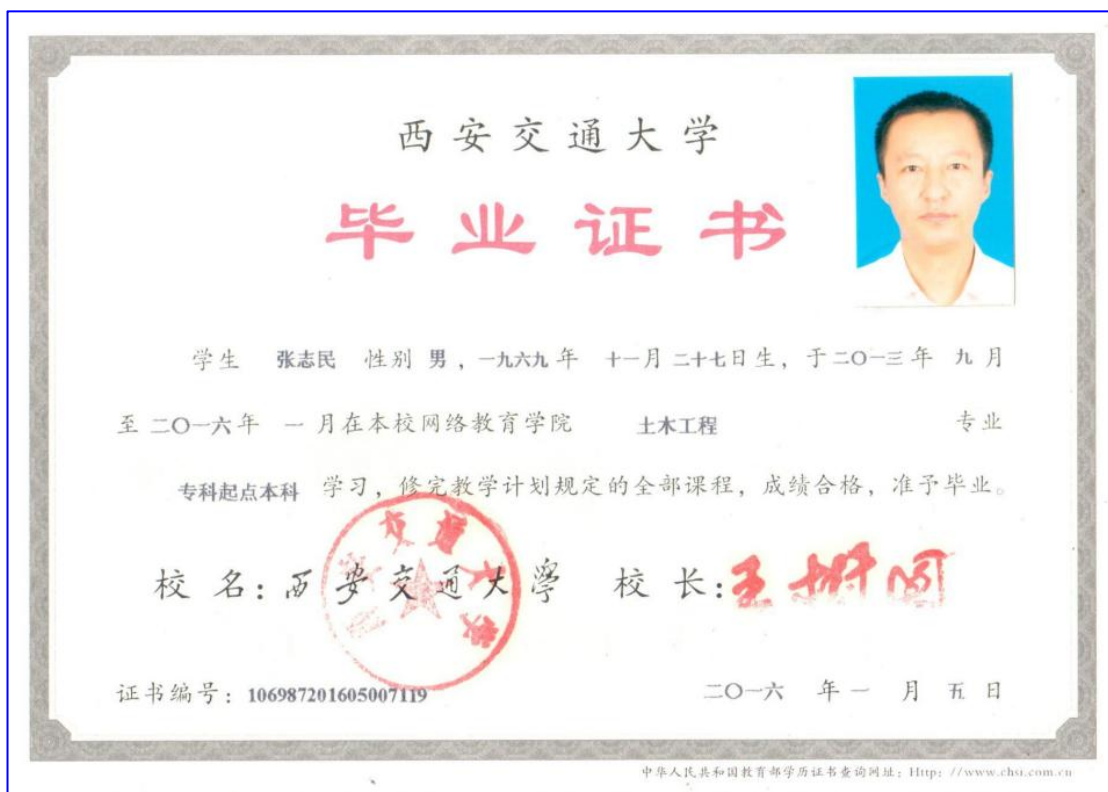 西安交通大学
毕业证书
学生 张志民 性别 男，一九六九年 十一月二十七日生，于二〇一三年 九月
至二〇一六年 一月在本校网络教育学院 土木工程 专业
专科起点本科 学习，修完教学计划规定的全部课程，成绩合格，准予毕业。
校 名：西安交通大学 校 长：王树国
证书编号：106987201605007119 二〇一六 年 一 月 五 日
中华人民共和国教育部学历证书查询网址：Http：//www.chsi.com.cn